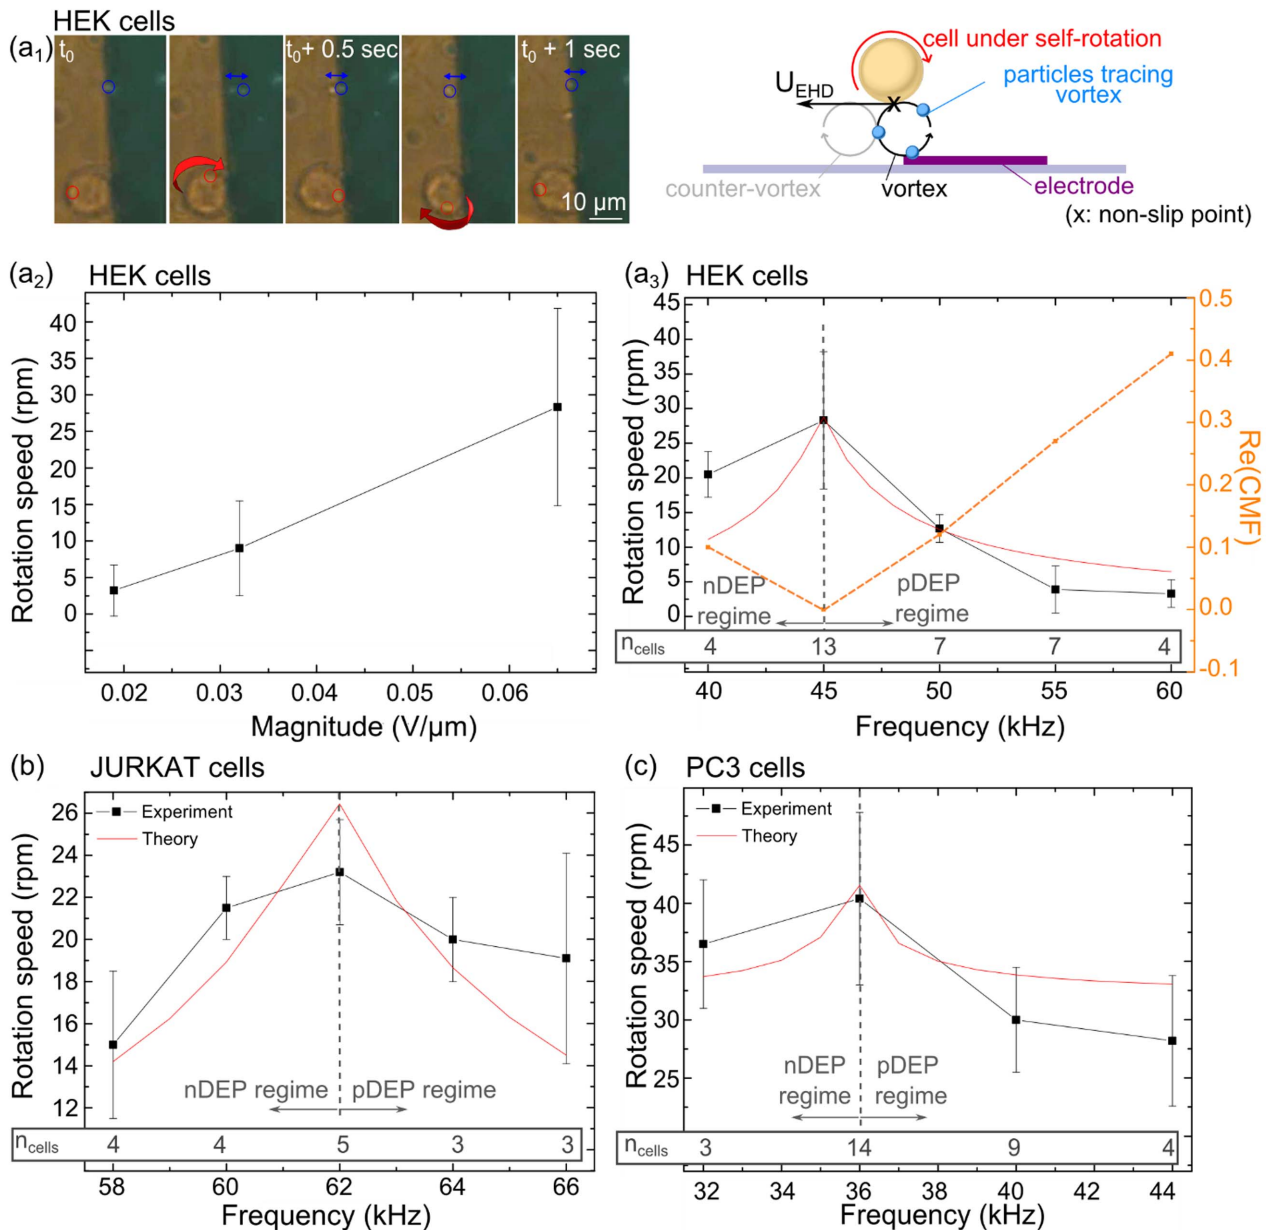 HEK cells
(a1)
t0
t0+ 0.5 sec
t0 + 1 sec
10 µm
cell under self-rotation
particles tracing
vortex
UEHD
x
counter-vortex
vortex
electrode
(x: non-slip point)
(a2) HEK cells
Rotation speed (rpm)
40
35
30
25
20
15
10
5
0
0.02 0.03 0.04 0.05 0.06
Magnitude (V/µm)
(a3) HEK cells
Rotation speed (rpm)
45
40
35
30
25
20
15
10
5
0
0.5
0.4
0.3
0.2
0.1
0.0
-0.1
Re(CMF)
nDEP
regime
pDEP
regime
ncells 4 13 7 7 4
40 45 50 55 60
Frequency (kHz)
(b) JURKAT cells
Experiment
Theory
Rotation speed (rpm)
26
24
22
20
18
16
14
12
nDEP regime
pDEP regime
ncells 4 4 5 3 3
58 60 62 64 66
Frequency (kHz)
(c) PC3 cells
Experiment
Theory
Rotation speed (rpm)
45
40
35
30
25
nDEP
regime
pDEP
regime
ncells 3 14 9 4
32 34 36 38 40 42 44
Frequency (kHz)